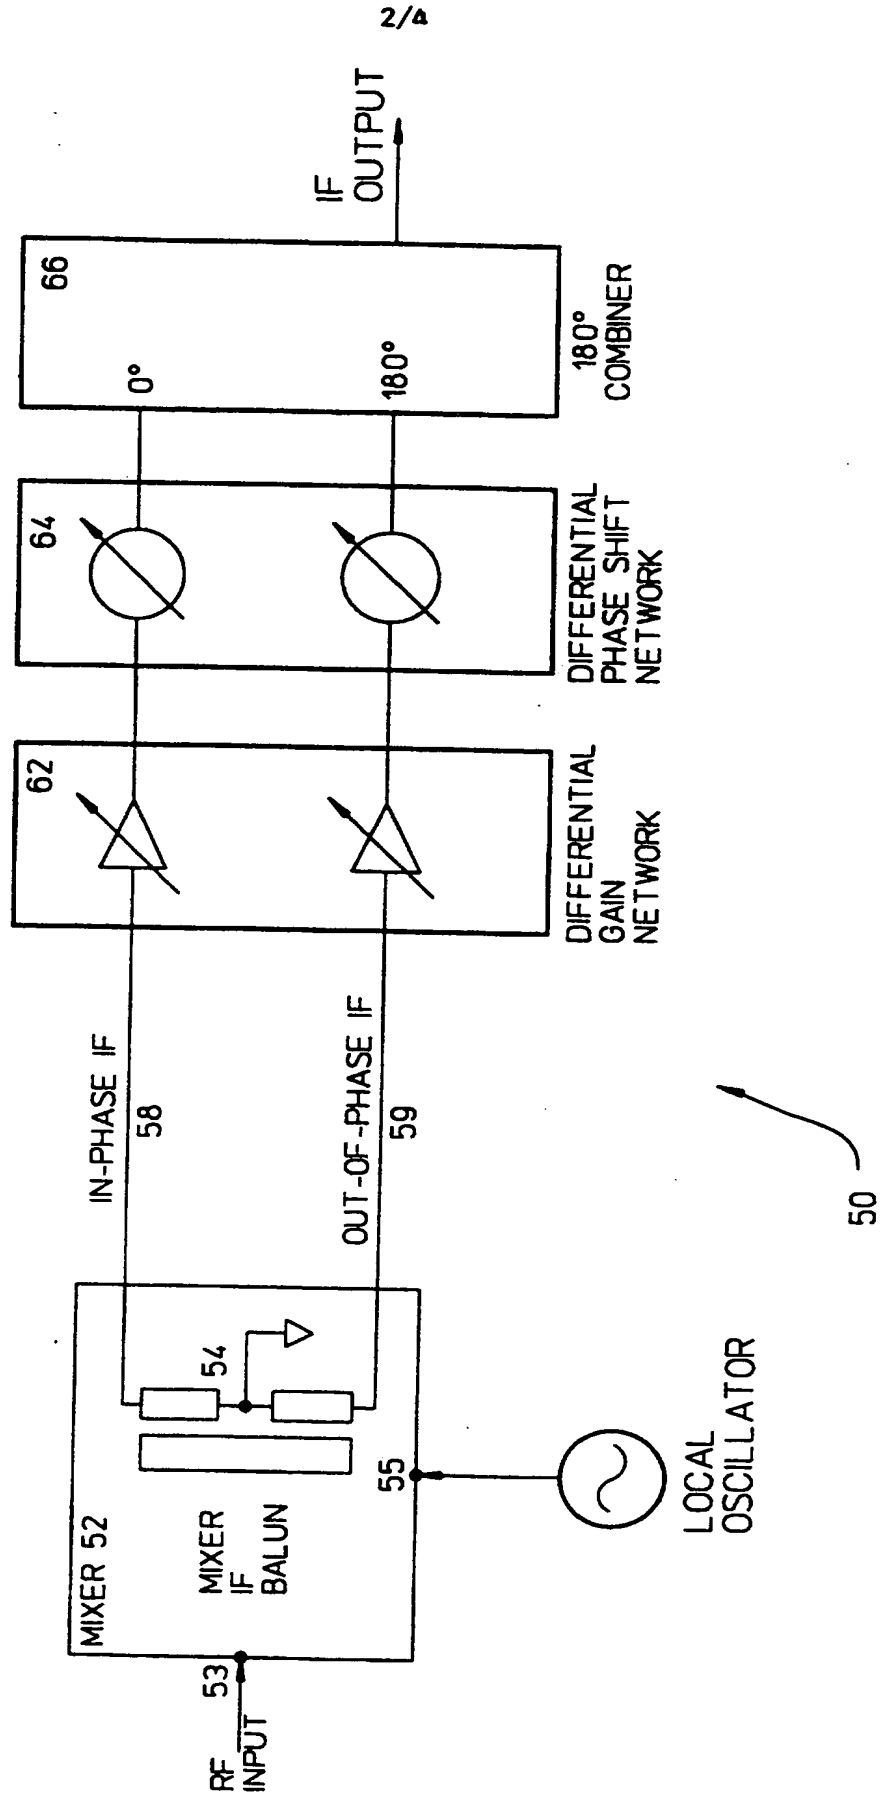 2/4
RF
INPUT
53
MIXER 52
MIXER
IF
BALUN
54
55
LOCAL
OSCILLATOR
IN-PHASE IF
58
OUT-OF-PHASE IF
59
50
62
DIFFERENTIAL
GAIN
NETWORK
64
DIFFERENTIAL
PHASE SHIFT
NETWORK
66
0°
180°
180°
COMBINER
IF
OUTPUT